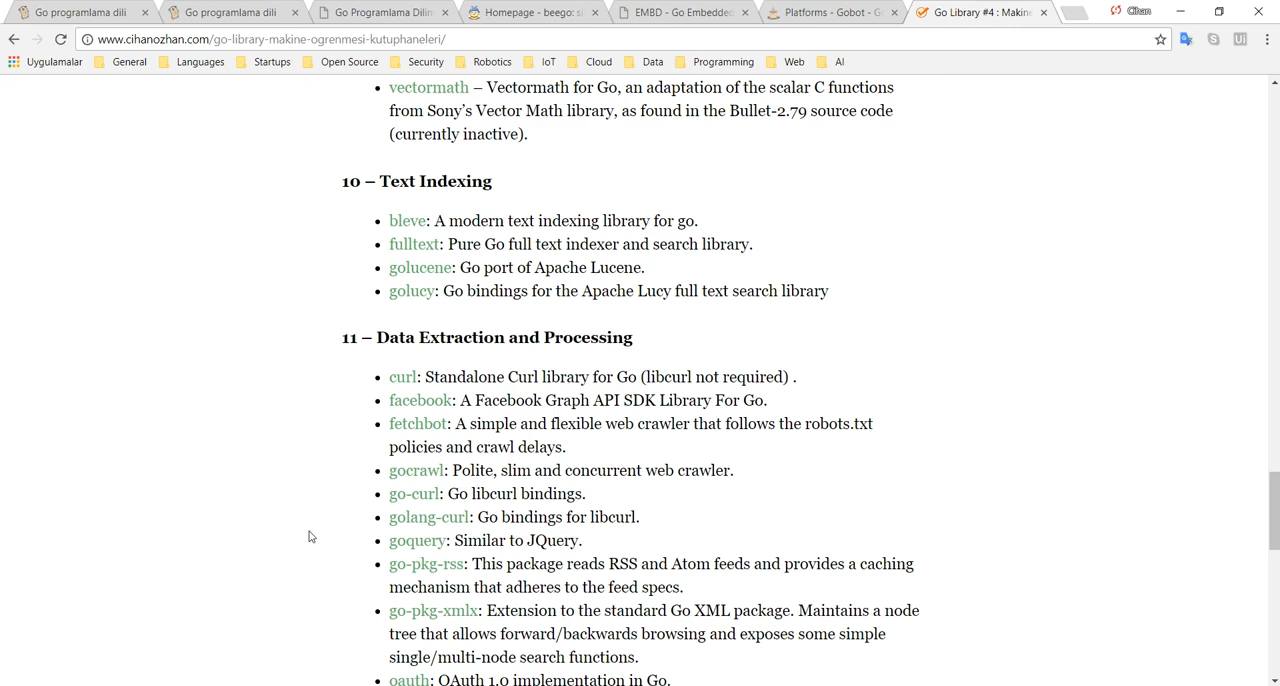 Go programlama dili
Go programlama dili
Go Programlama Dilin
Homepage - beego: si
EMBD - Go Embedded
Platforms - Gobot - Go
Go Library #4 : Makine
Cihan
www.cihanozhan.com/go-library-makine-ogrenmesi-kutuphaneleri/
Uygulamalar General Languages Startups Open Source Security Robotics IoT Cloud Data Programming Web AI
vectormath – Vectormath for Go, an adaptation of the scalar C functions
from Sony’s Vector Math library, as found in the Bullet-2.79 source code
(currently inactive).
10 – Text Indexing
bleve: A modern text indexing library for go.
fulltext: Pure Go full text indexer and search library.
golucene: Go port of Apache Lucene.
golucy: Go bindings for the Apache Lucy full text search library
11 – Data Extraction and Processing
curl: Standalone Curl library for Go (libcurl not required) .
facebook: A Facebook Graph API SDK Library For Go.
fetchbot: A simple and flexible web crawler that follows the robots.txt
policies and crawl delays.
gocrawl: Polite, slim and concurrent web crawler.
go-curl: Go libcurl bindings.
golang-curl: Go bindings for libcurl.
goquery: Similar to JQuery.
go-pkg-rss: This package reads RSS and Atom feeds and provides a caching
mechanism that adheres to the feed specs.
go-pkg-xmlx: Extension to the standard Go XML package. Maintains a node
tree that allows forward/backwards browsing and exposes some simple
single/multi-node search functions.
oauth: OAuth 1.0 implementation in Go.